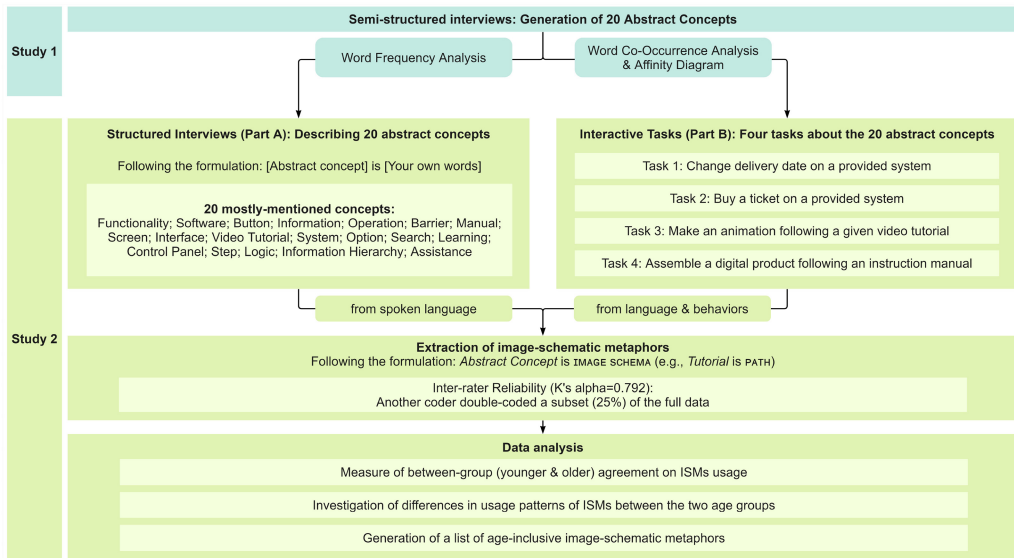 Study 1
Semi-structured interviews: Generation of 20 Abstract Concepts
Word Frequency Analysis
Word Co-Occurrence Analysis
& Affinity Diagram
Study 2
Structured Interviews (Part A): Describing 20 abstract concepts
Following the formulation: [Abstract concept] is [Your own words]
20 mostly-mentioned concepts:
Functionality; Software; Button; Information; Operation; Barrier; Manual;
Screen; Interface; Video Tutorial; System; Option; Search; Learning;
Control Panel; Step; Logic; Information Hierarchy; Assistance
Interactive Tasks (Part B): Four tasks about the 20 abstract concepts
Task 1: Change delivery date on a provided system
Task 2: Buy a ticket on a provided system
Task 3: Make an animation following a given video tutorial
Task 4: Assemble a digital product following an instruction manual
from spoken language
from language & behaviors
Extraction of image-schematic metaphors
Following the formulation: Abstract Concept is IMAGE SCHEMA (e.g., Tutorial is PATH)
Inter-rater Reliability (K's alpha=0.792):
Another coder double-coded a subset (25%) of the full data
Data analysis
Measure of between-group (younger & older) agreement on ISMs usage
Investigation of differences in usage patterns of ISMs between the two age groups
Generation of a list of age-inclusive image-schematic metaphors